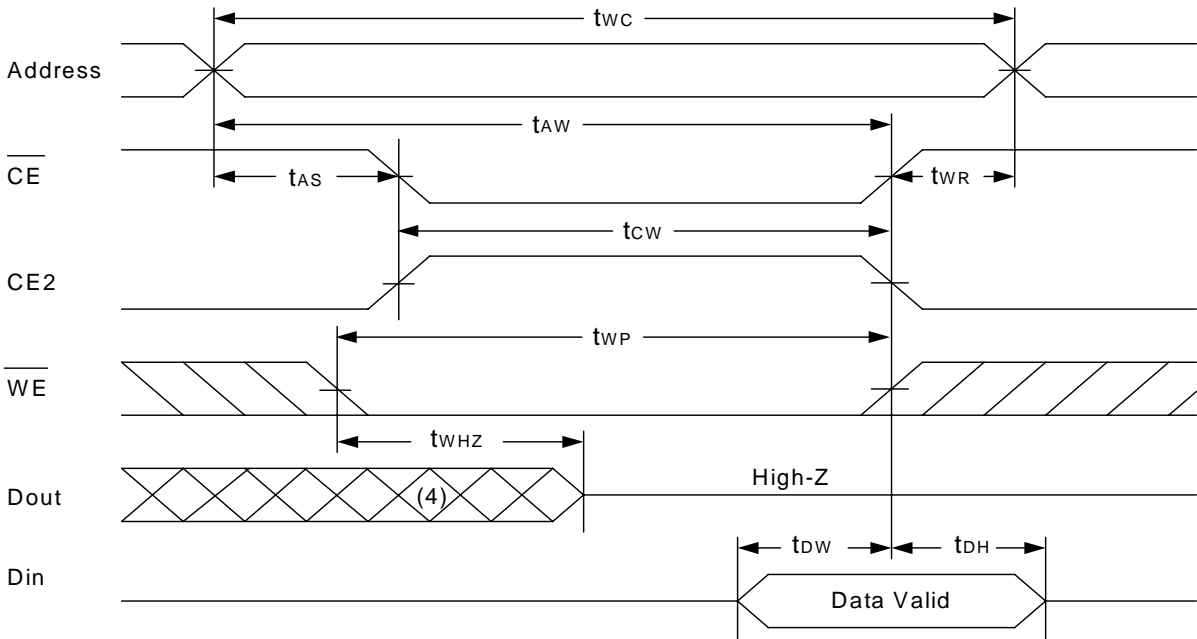 tWC
Address
tAW
CE
tAS
tWR
tCW
CE2
tWP
WE
tWHZ
Dout
(4)
High-Z
tDW
tDH
Din
Data Valid